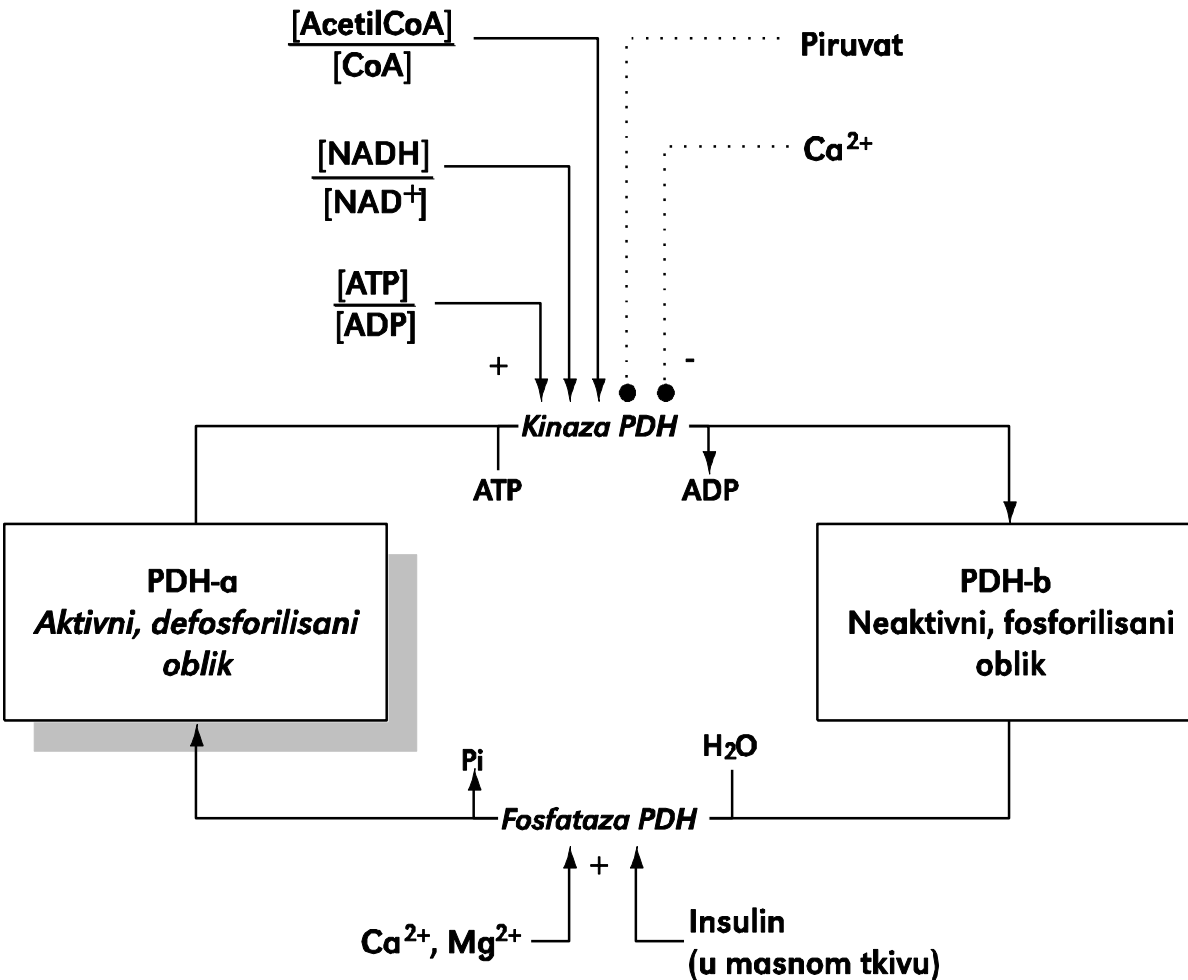 [AcetilCoA]
[CoA]
Piruvat
Ca²⁺
[NADH]
[NAD⁺]
[ATP]
[ADP]
+
-
Kinaza PDH
ATP
ADP
PDH-a
Aktivni, defosforilisani
oblik
PDH-b
Neaktivni, fosforilisani
oblik
Pi
H₂O
Fosfataza PDH
+
Ca²⁺, Mg²⁺
Insulin
(u masnom tkivu)